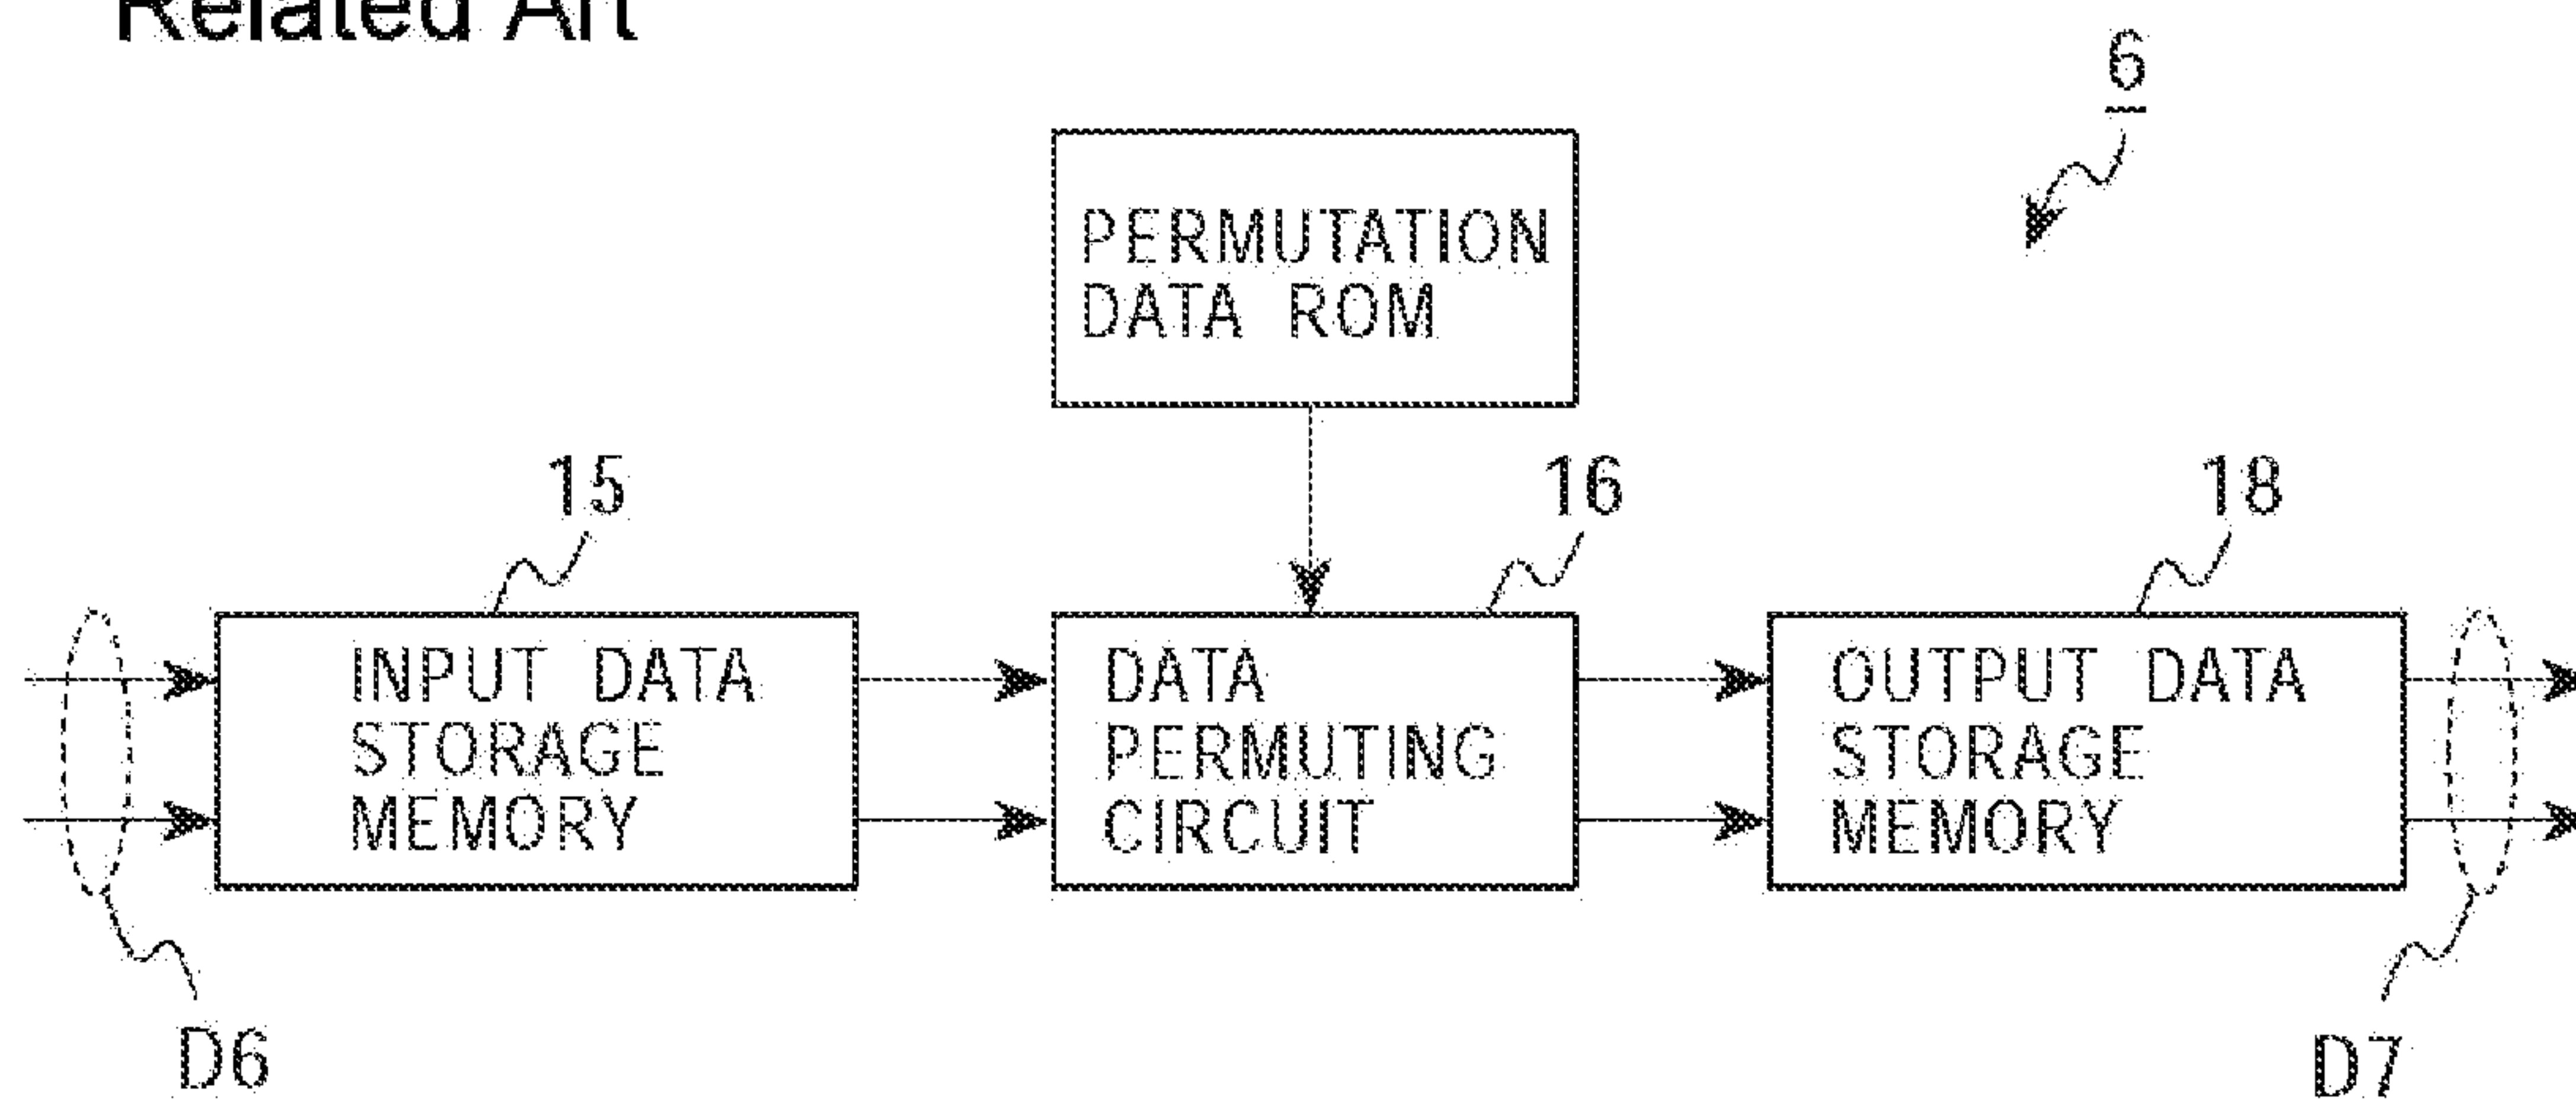 Related Art
6
PERMUTATION
DATA ROM
15
16
18
INPUT DATA
STORAGE
MEMORY
DATA
PERMUTING
CIRCUIT
OUTPUT DATA
STORAGE
MEMORY
D6
D7